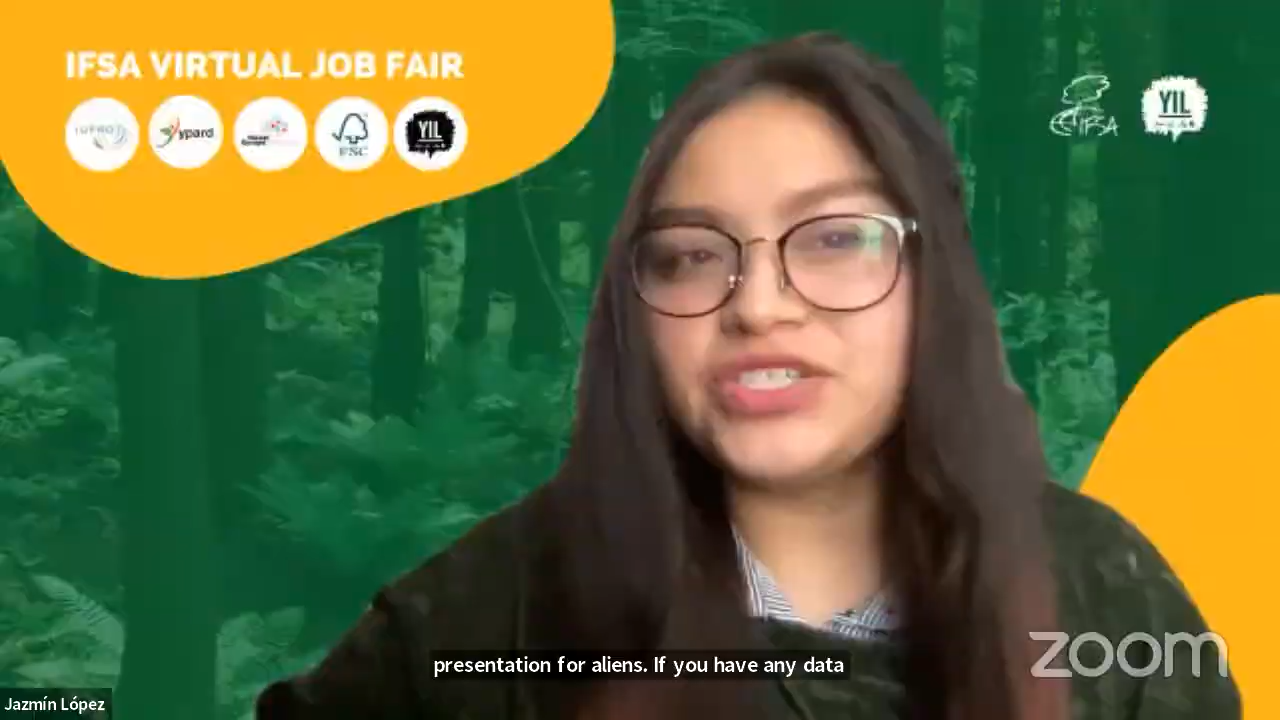 IFSA VIRTUAL JOB FAIR
IUFRO
ypard
FSC
YIL
IFSA
YIL
zoom
presentation for aliens. If you have any data
Jazmín López